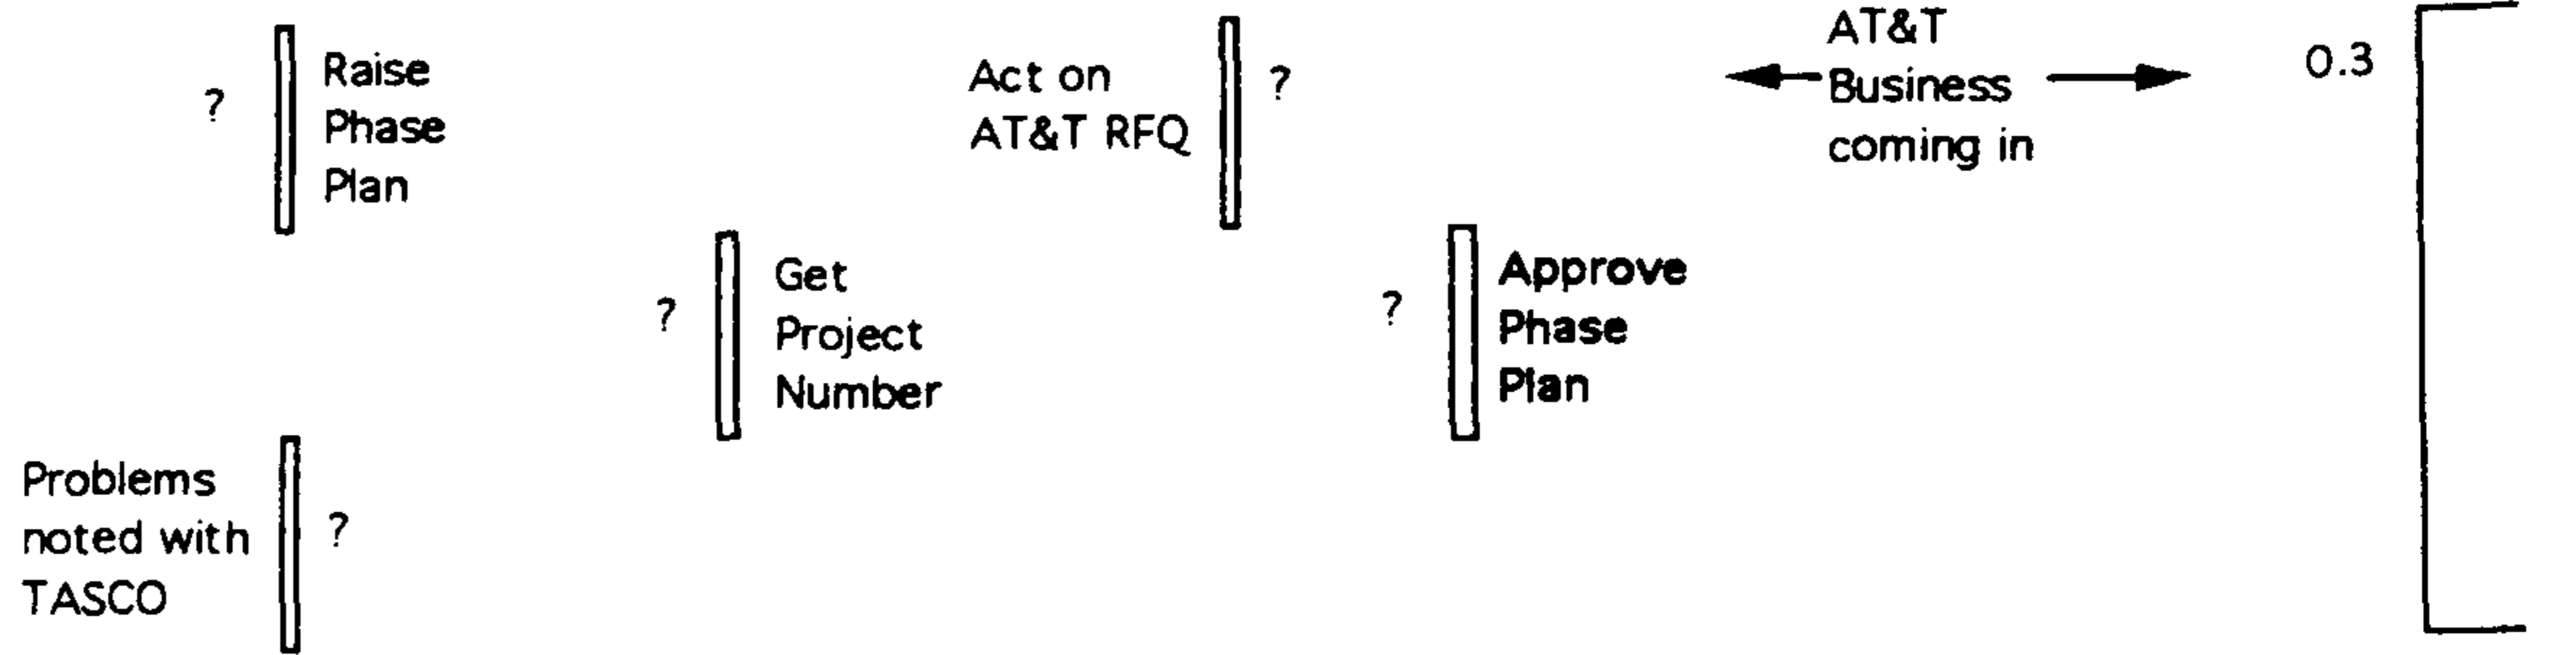 ?
Raise
Phase
Plan
Act on
AT&T RFQ
?
AT&T
Business
coming in
0.3
?
Get
Project
Number
?
Approve
Phase
Plan
Problems
noted with
TASCO
?